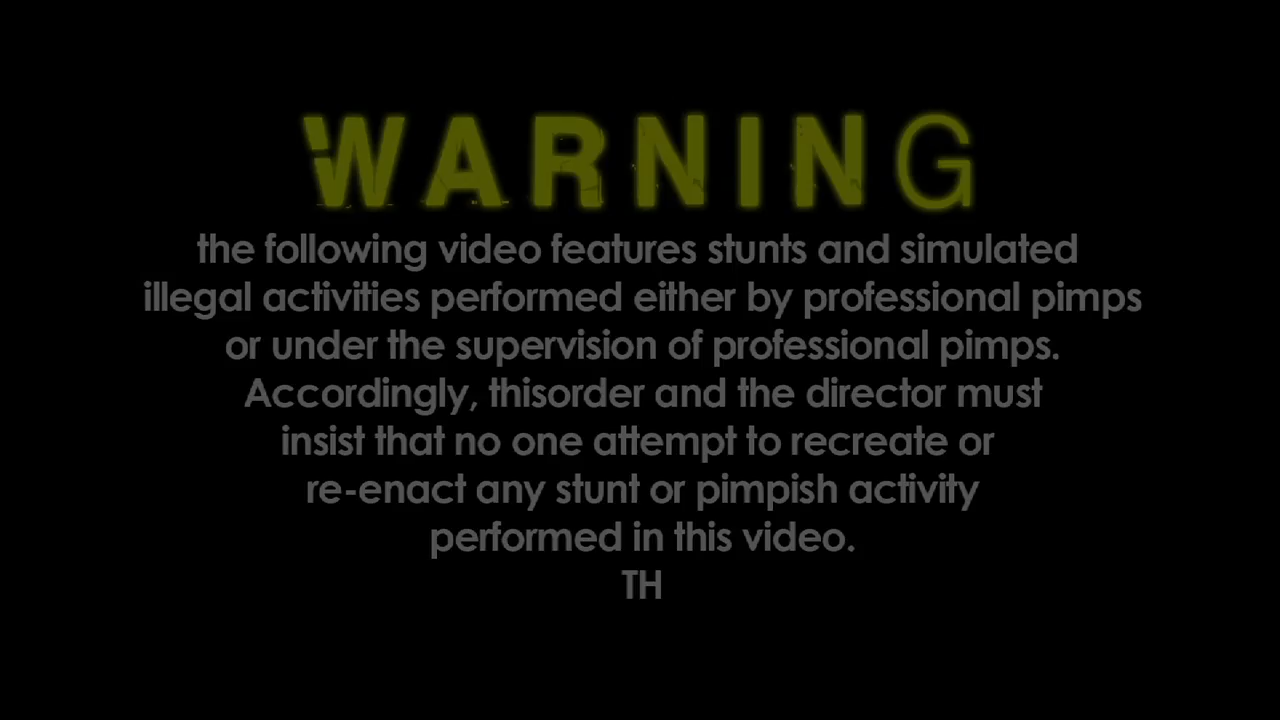 WARNING
the following video features stunts and simulated
illegal activities performed either by professional pimps
or under the supervision of professional pimps.
Accordingly, thisorder and the director must
insist that no one attempt to recreate or
re-enact any stunt or pimpish activity
performed in this video.
TH